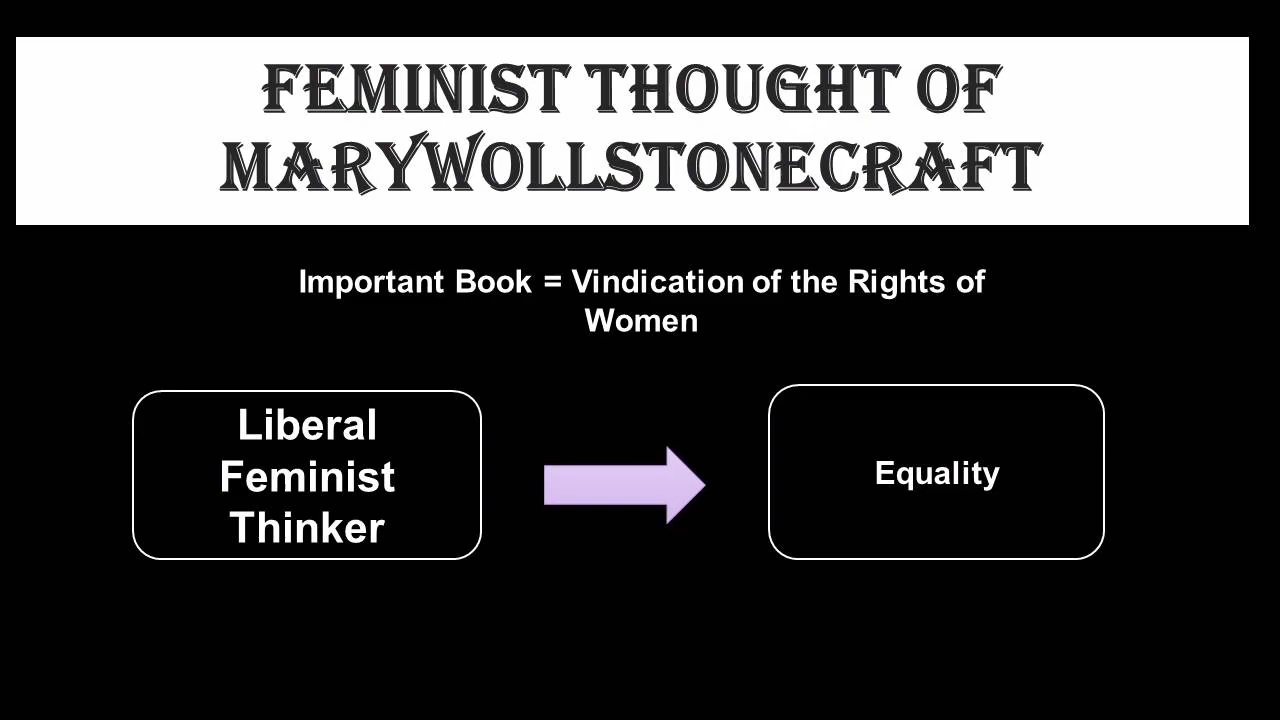 FEMINIST THOUGHT OF
MARYWOLLSTONECRAFT
Important Book = Vindication of the Rights of
Women
Liberal
Feminist
Thinker
Equality